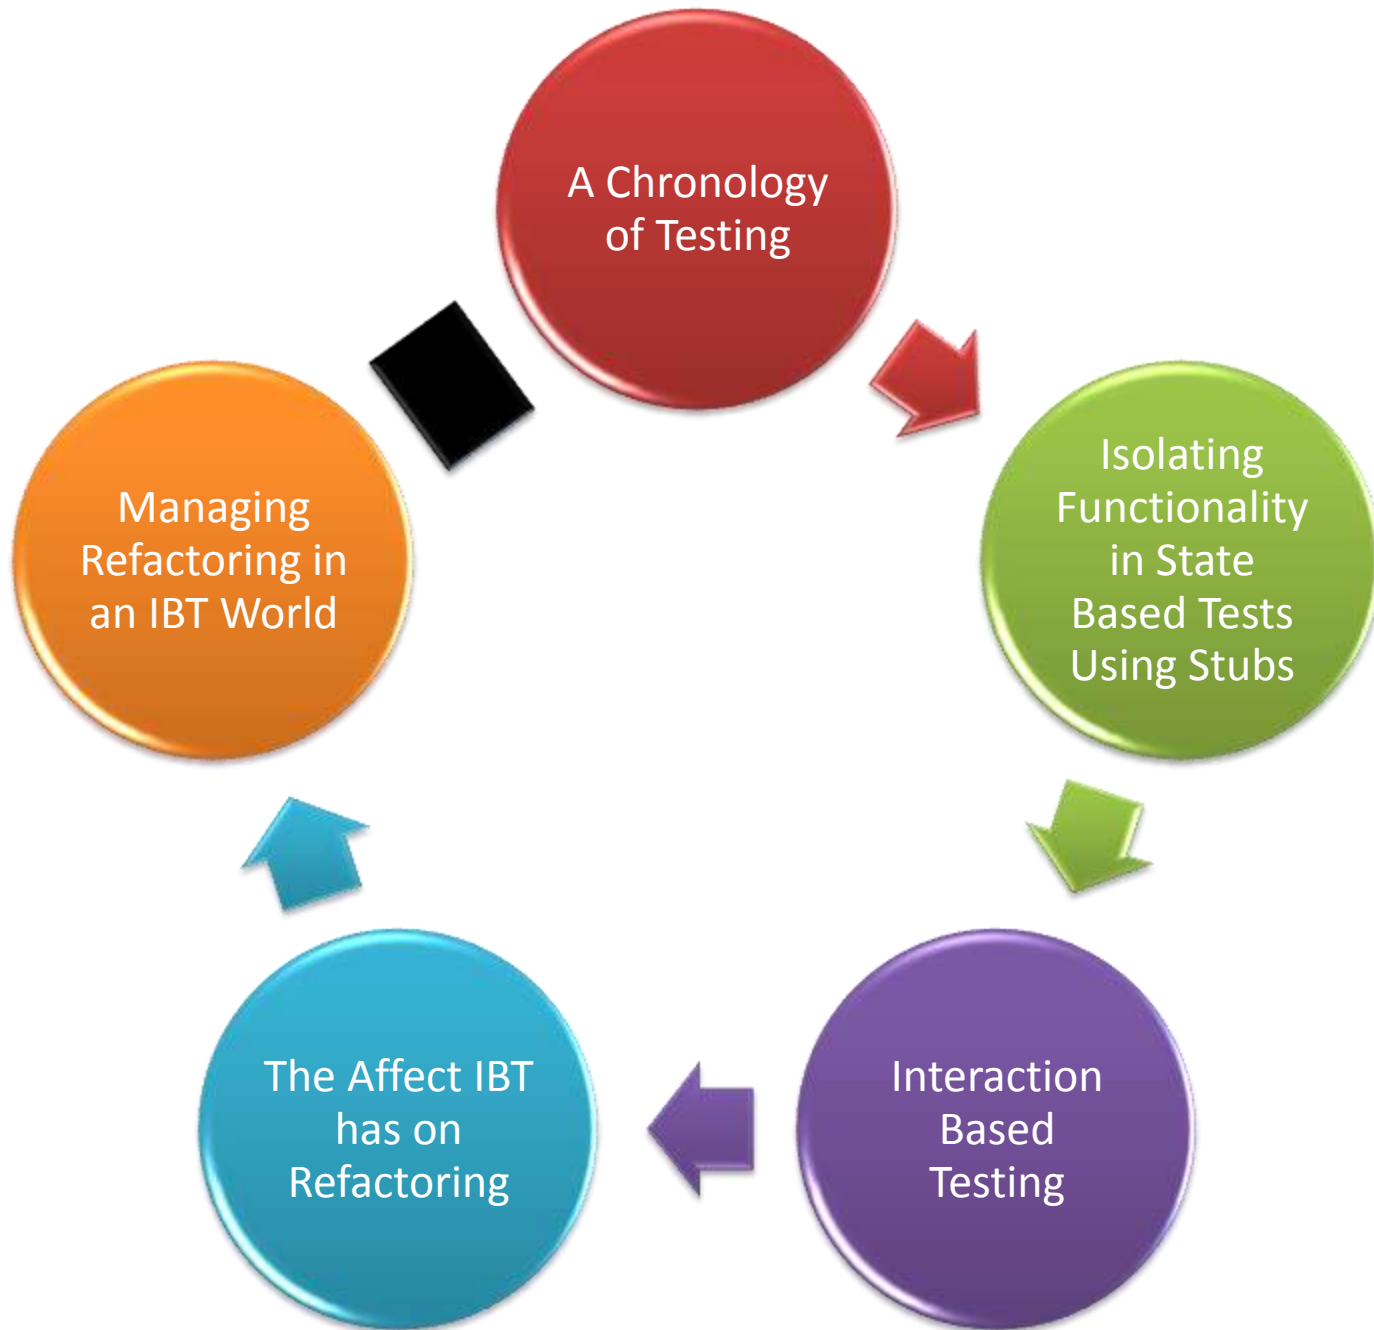 A Chronology
of Testing
Isolating
Functionality
in State
Based Tests
Using Stubs
Interaction
Based
Testing
The Affect IBT
has on
Refactoring
Managing
Refactoring in
an IBT World